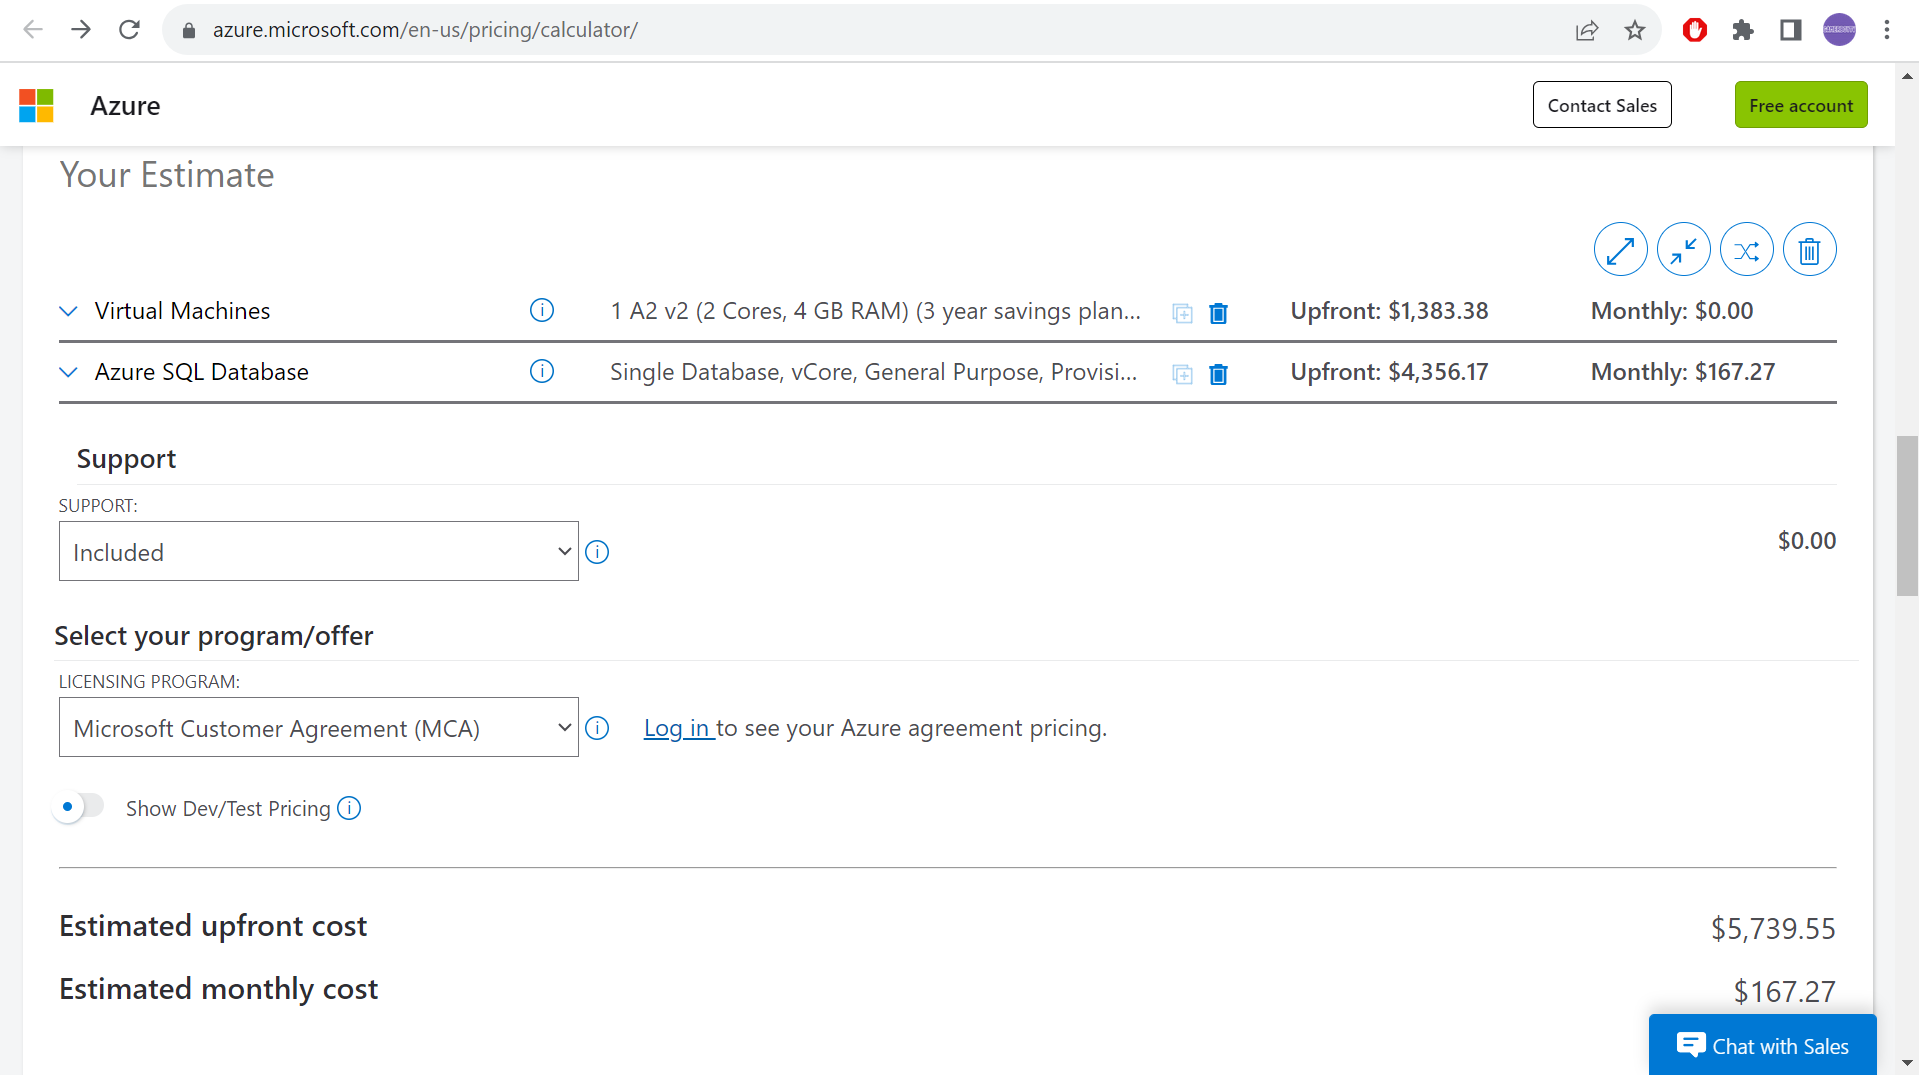 azure.microsoft.com/en-us/pricing/calculator/
Azure
Contact Sales
Free account
Your Estimate
Virtual Machines
1 A2 v2 (2 Cores, 4 GB RAM) (3 year savings plan...
Upfront: $1,383.38
Monthly: $0.00
Azure SQL Database
Single Database, vCore, General Purpose, Provisi...
Upfront: $4,356.17
Monthly: $167.27
Support
SUPPORT:
Included
$0.00
Select your program/offer
LICENSING PROGRAM:
Microsoft Customer Agreement (MCA)
Log in to see your Azure agreement pricing.
Show Dev/Test Pricing
Estimated upfront cost
$5,739.55
Estimated monthly cost
$167.27
Chat with Sales